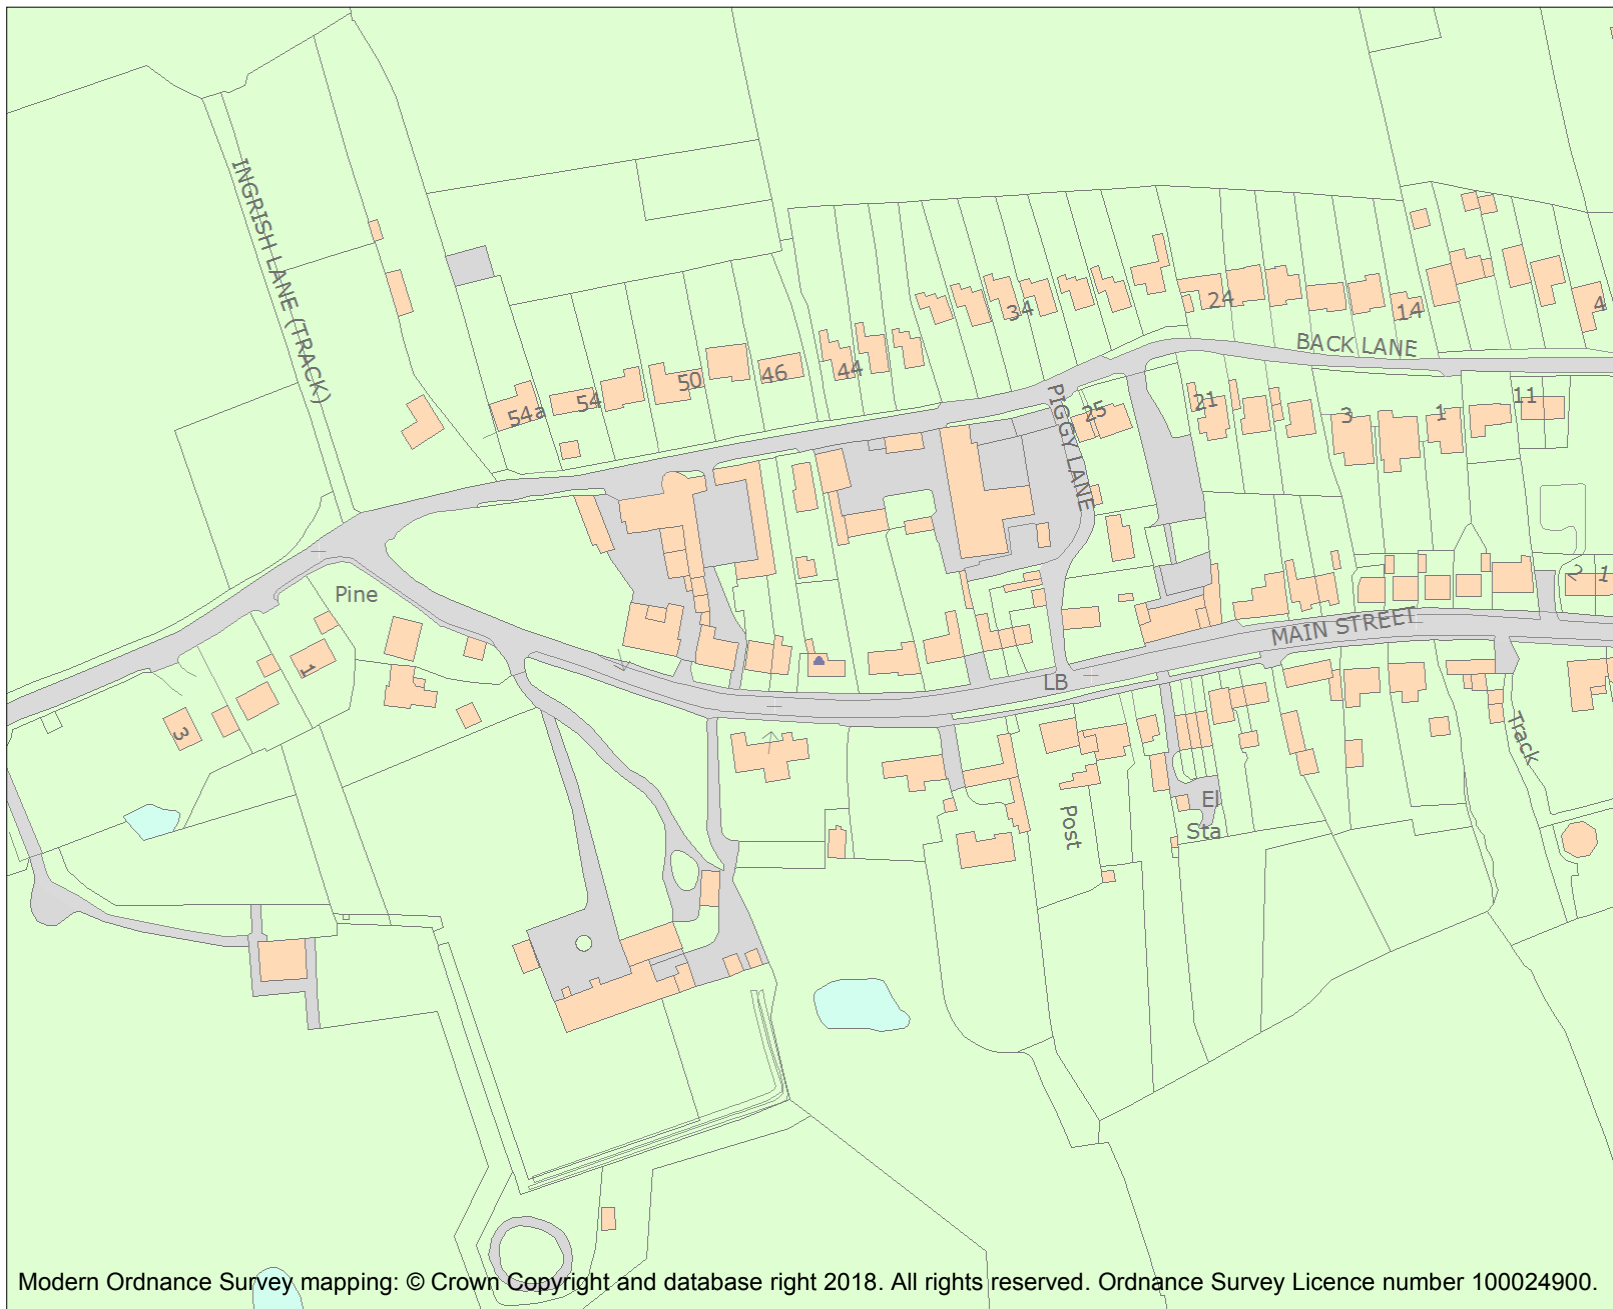 INGRISH LANE (TRACK)
34
24
14
4
BACK LANE
54a
54
50
46
44
PIGGY LANE
25
21
3
1
11
Pine
2
1
MAIN STREET
1
LB
3
Track
El
Sta
Post
Modern Ordnance Survey mapping: © Crown Copyright and database right 2018. All rights reserved. Ordnance Survey Licence number 100024900.